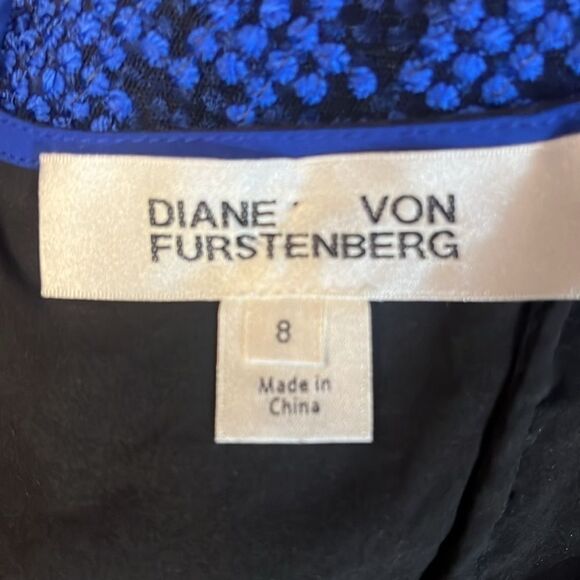 DIANE VON
FURSTENBERG
8
Made in
China